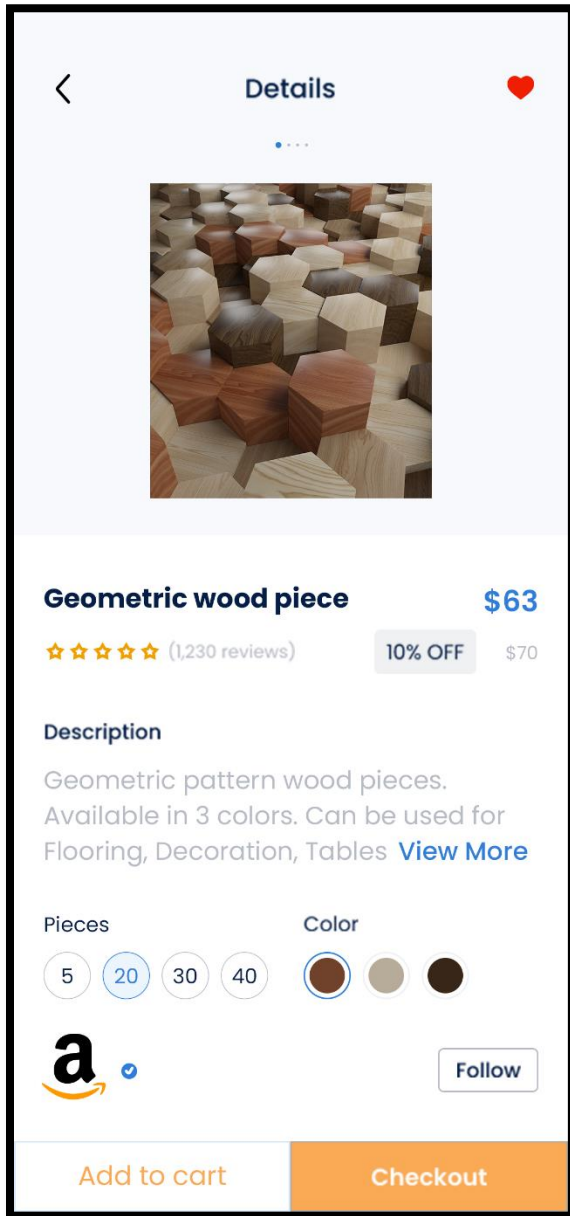 Details
Geometric wood piece
$63
(1,230 reviews)
10% OFF
$70
Description
Geometric pattern wood pieces.
Available in 3 colors. Can be used for
Flooring, Decoration, Tables View More
Pieces
Color
5 20 30 40
a
Follow
Add to cart
Checkout